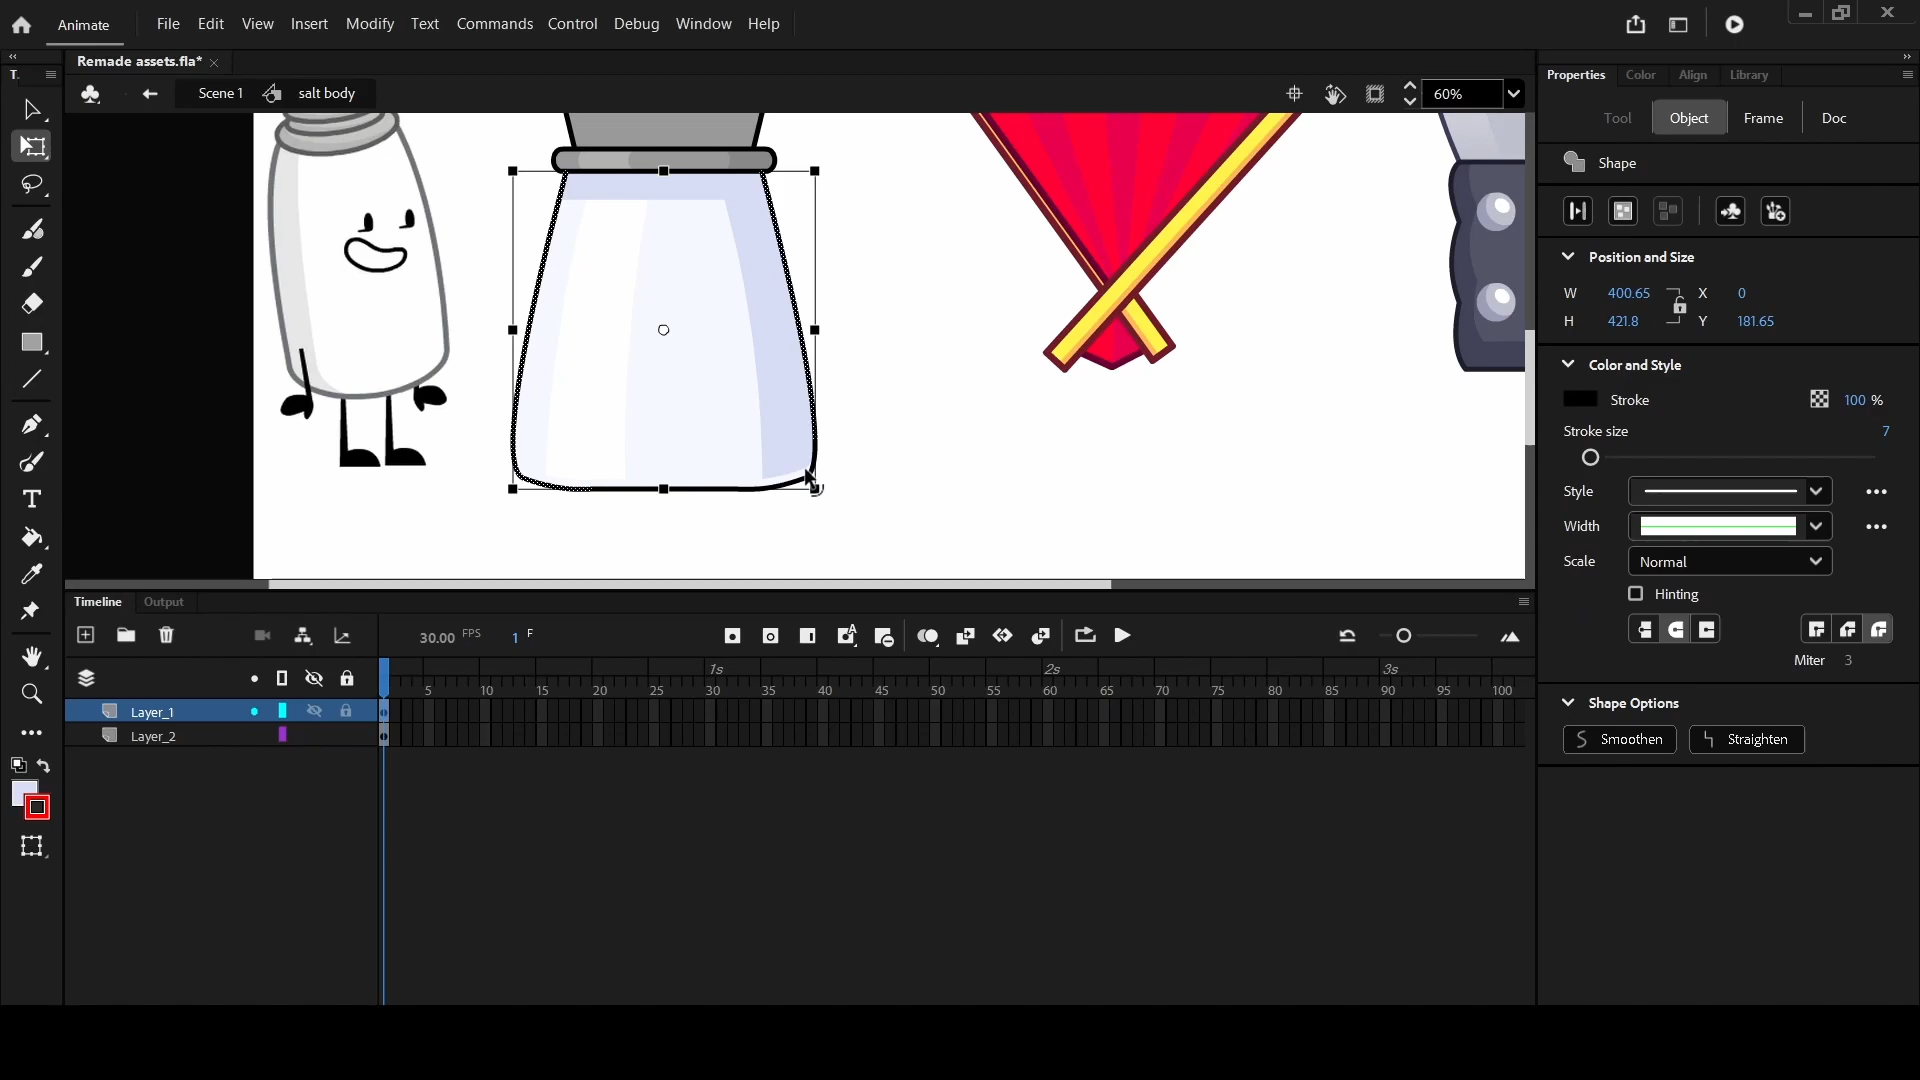 Animate File Edit View Insert Modify Text Commands Control Debug Window Help
Remade assets.fla*
Scene 1 salt body 60%
T.
Properties Color Align Library
Tool Object Frame Doc
Shape
Position and Size
W 400.65 X 0
H 421.8 Y 181.65
Color and Style
Stroke 100 %
Stroke size 7
Style
Width
Scale Normal
Hinting
Miter 3
Shape Options
Smoothen Straighten
Timeline Output
30.00 FPS 1 F
1s 2s 3s
5 10 15 20 25 30 35 40 45 50 55 60 65 70 75 80 85 90 95 100
Layer_1
Layer_2